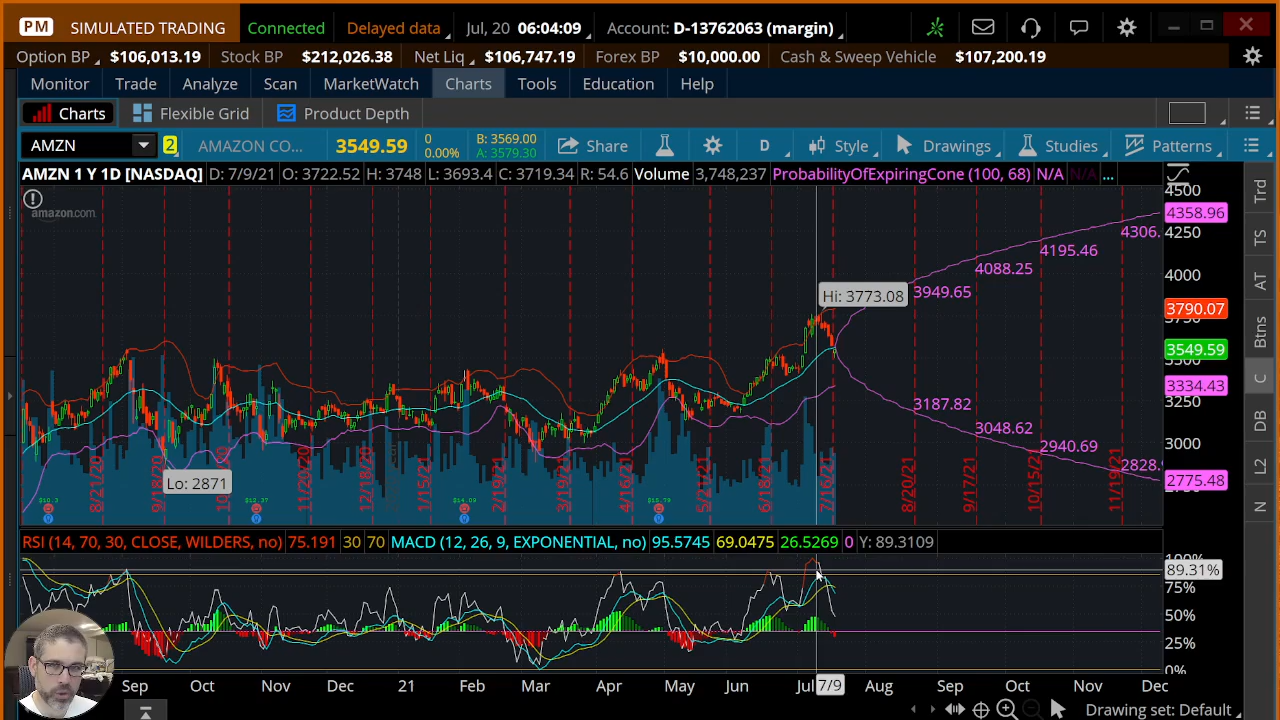 PM SIMULATED TRADING Connected Delayed data Jul, 20 06:04:09 Account: D-13762063 (margin)
Option BP $106,013.19 Stock BP $212,026.38 Net Liq $106,747.19 Forex BP $10,000.00 Cash & Sweep Vehicle $107,200.19
Monitor Trade Analyze Scan MarketWatch Charts Tools Education Help
Charts Flexible Grid Product Depth
AMZN 2 AMAZON CO... 3549.59 0 0.00% B: 3569.00 A: 3579.30 Share D Style Drawings Studies Patterns
AMZN 1 Y 1D [NASDAQ] D: 7/9/21 O: 3722.52 H: 3748 L: 3693.4 C: 3719.34 R: 54.6 Volume 3,748,237 ProbabilityOfExpiringCone (100, 68) N/A N/A ...
amazon.com
4500
4358.96
4250
4306.
4195.46
4088.25
4000
3949.65
Hi: 3773.08
3790.07
3549.59
3334.43
3250
3187.82
3048.62
3000
2940.69
2828.
2775.48
Lo: 2871
8/21/20 9/18/20 11/20/20 12/18/20 1/15/21 2/19/21 3/19/21 4/16/21 5/21/21 6/18/21 7/16/21 8/20/21 9/17/21 10/15/21 11/19/21
Trd
TS
AT
Btns
C
DB
L2
N
RSI (14, 70, 30, CLOSE, WILDERS, no) 75.191 30 70 MACD (12, 26, 9, EXPONENTIAL, no) 95.5745 69.0475 26.5269 0 Y: 89.3109
100%
89.31%
75%
50%
25%
0%
Sep Oct Nov Dec 21 Feb Mar Apr May Jun Jul 7/9 Aug Sep Oct Nov Dec
Drawing set: Default